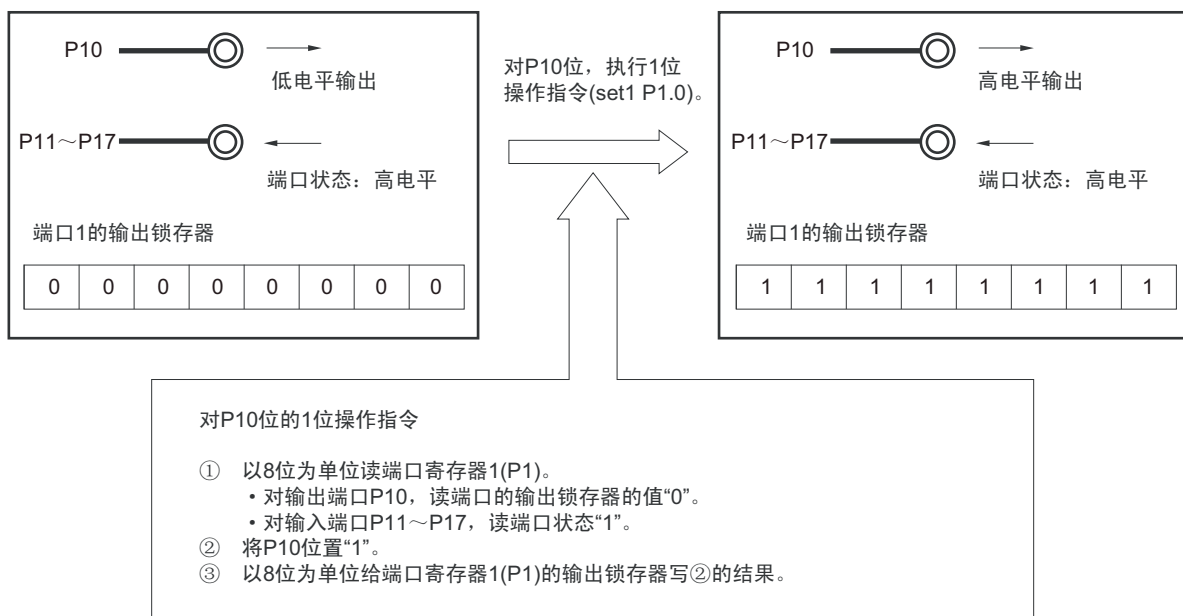 P10
低电平输出
P11～P17
端口状态：高电平
端口1的输出锁存器
0 0 0 0 0 0 0 0
对P10位，执行1位
操作指令(set1 P1.0)。
P10
高电平输出
P11～P17
端口状态：高电平
端口1的输出锁存器
1 1 1 1 1 1 1 1
对P10位的1位操作指令
① 以8位为单位读端口寄存器1(P1)。
・对输出端口P10，读端口的输出锁存器的值“0”。
・对输入端口P11～P17，读端口状态“1”。
② 将P10位置“1”。
③ 以8位为单位给端口寄存器1(P1)的输出锁存器写②的结果。